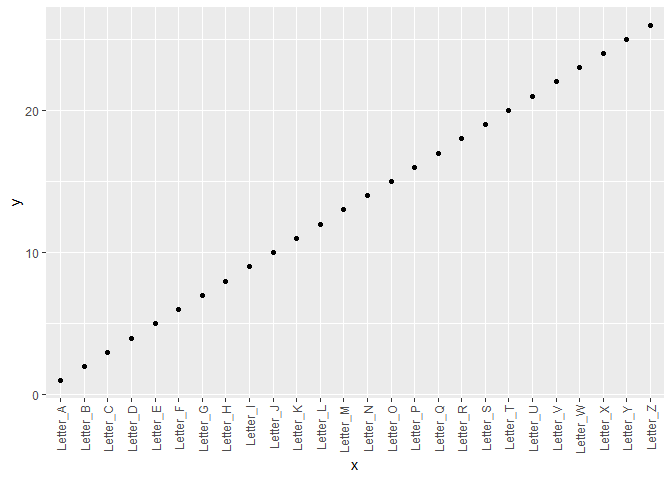 y
20
10
0
Letter_A
Letter_B
Letter_C
Letter_D
Letter_E
Letter_F
Letter_G
Letter_H
Letter_I
Letter_J
Letter_K
Letter_L
Letter_M
Letter_N
Letter_O
Letter_P
Letter_Q
Letter_R
Letter_S
Letter_T
Letter_U
Letter_V
Letter_W
Letter_X
Letter_Y
Letter_Z
x